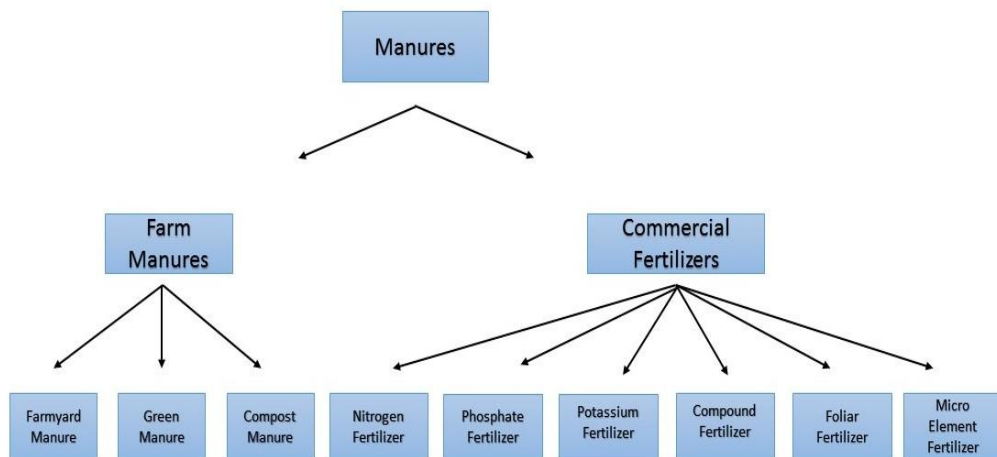 Manures
Farm
Manures
Commercial
Fertilizers
Farmyard
Manure
Green
Manure
Compost
Manure
Nitrogen
Fertilizer
Phosphate
Fertilizer
Potassium
Fertilizer
Compound
Fertilizer
Foliar
Fertilizer
Micro
Element
Fertilizer